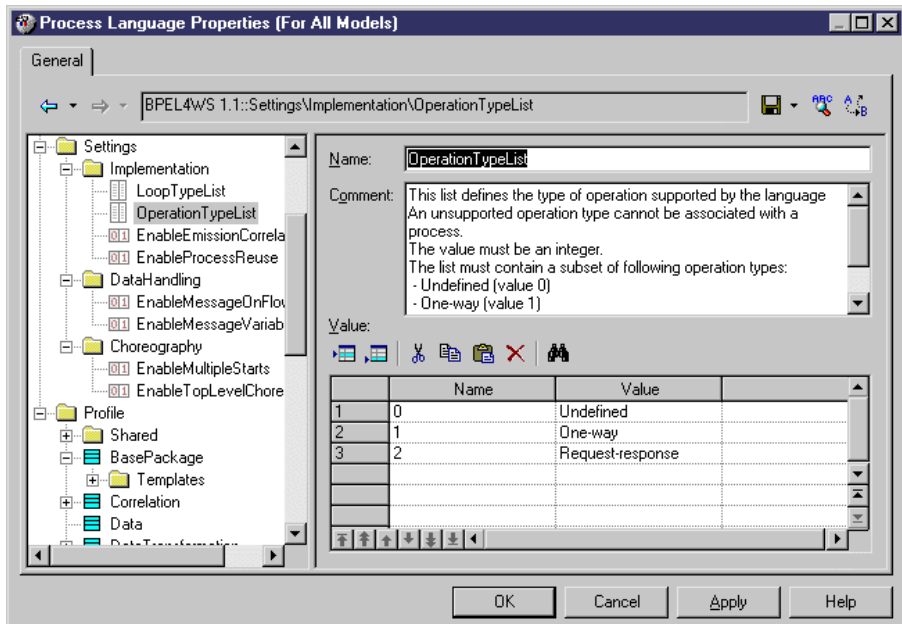 Process Language Properties (For All Models)
General
BPEL4WS 1.1::Settings\Implementation\OperationTypeList
ABC
A
B
Settings
Implementation
LoopTypeList
OperationTypeList
EnableEmissionCorrela
EnableProcessReuse
DataHandling
EnableMessageOnFlov
EnableMessageVariab
Choreography
EnableMultipleStarts
EnableTopLevelChore
Profile
Shared
BasePackage
Templates
Correlation
Data
Name:
OperationTypeList
Comment:
This list defines the type of operation supported by the language
An unsupported operation type cannot be associated with a
process.
The value must be an integer.
The list must contain a subset of following operation types:
- Undefined (value 0)
- One-way (value 1)
Value:
Name Value
1 0 Undefined
2 1 One-way
3 2 Request-response
OK Cancel Apply Help